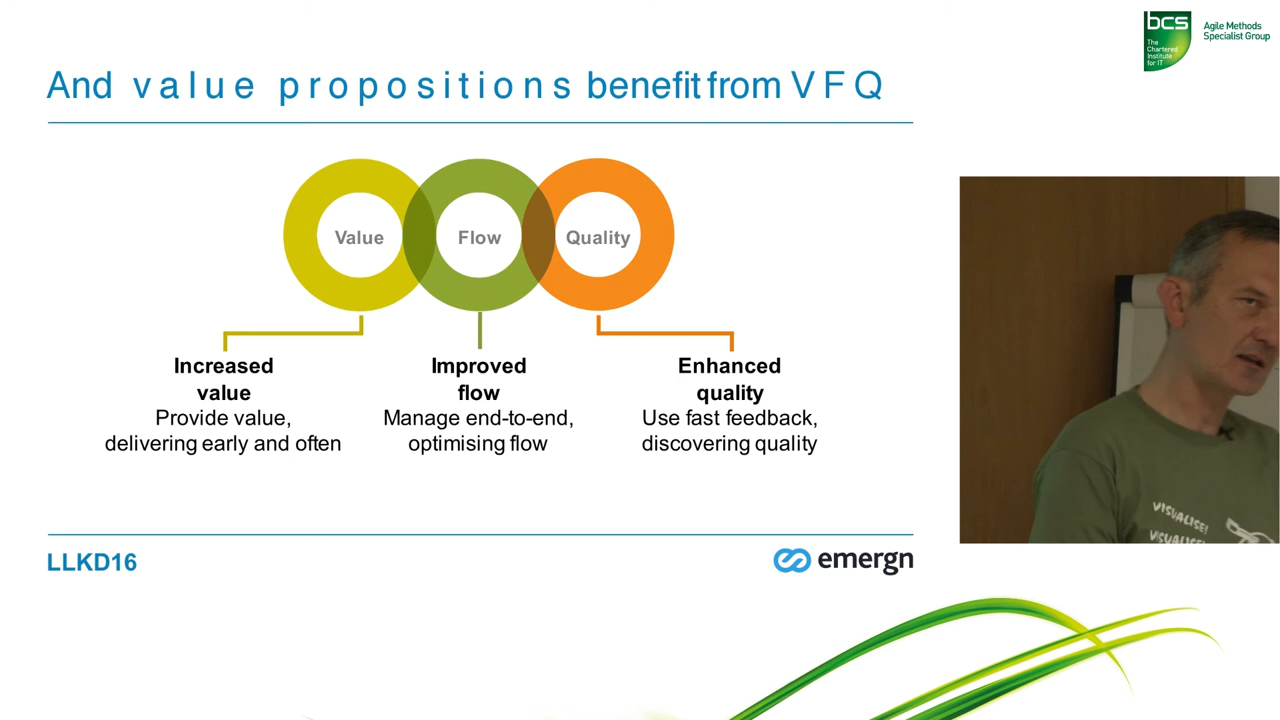 bcs
The
Chartered
Institute
for IT
Agile Methods
Specialist Group
And value propositions benefit from VFQ
Value
Flow
Quality
Increased
value
Provide value,
delivering early and often
Improved
flow
Manage end-to-end,
optimising flow
Enhanced
quality
Use fast feedback,
discovering quality
LLKD16
emergn
VISUALISE!
VISUALISE!